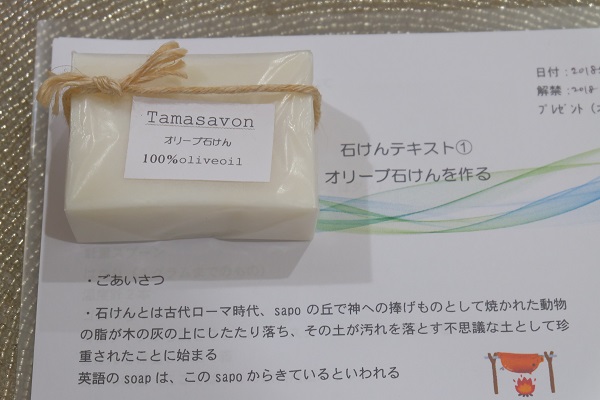 Tamasavon
オリーブ石けん
100%oliveoil
日付:2018
解禁:2018
プレゼント(
石けんテキスト①
オリーブ石けんを作る
・ごあいさつ
・石けんとは古代ローマ時代、sapo の丘で神への捧げものとして焼かれた動物
の脂が木の灰の上にしたたり落ち、その土が汚れを落とす不思議な土として珍
重されたことに始まる
英語の soap は、この sapo からきているといわれる